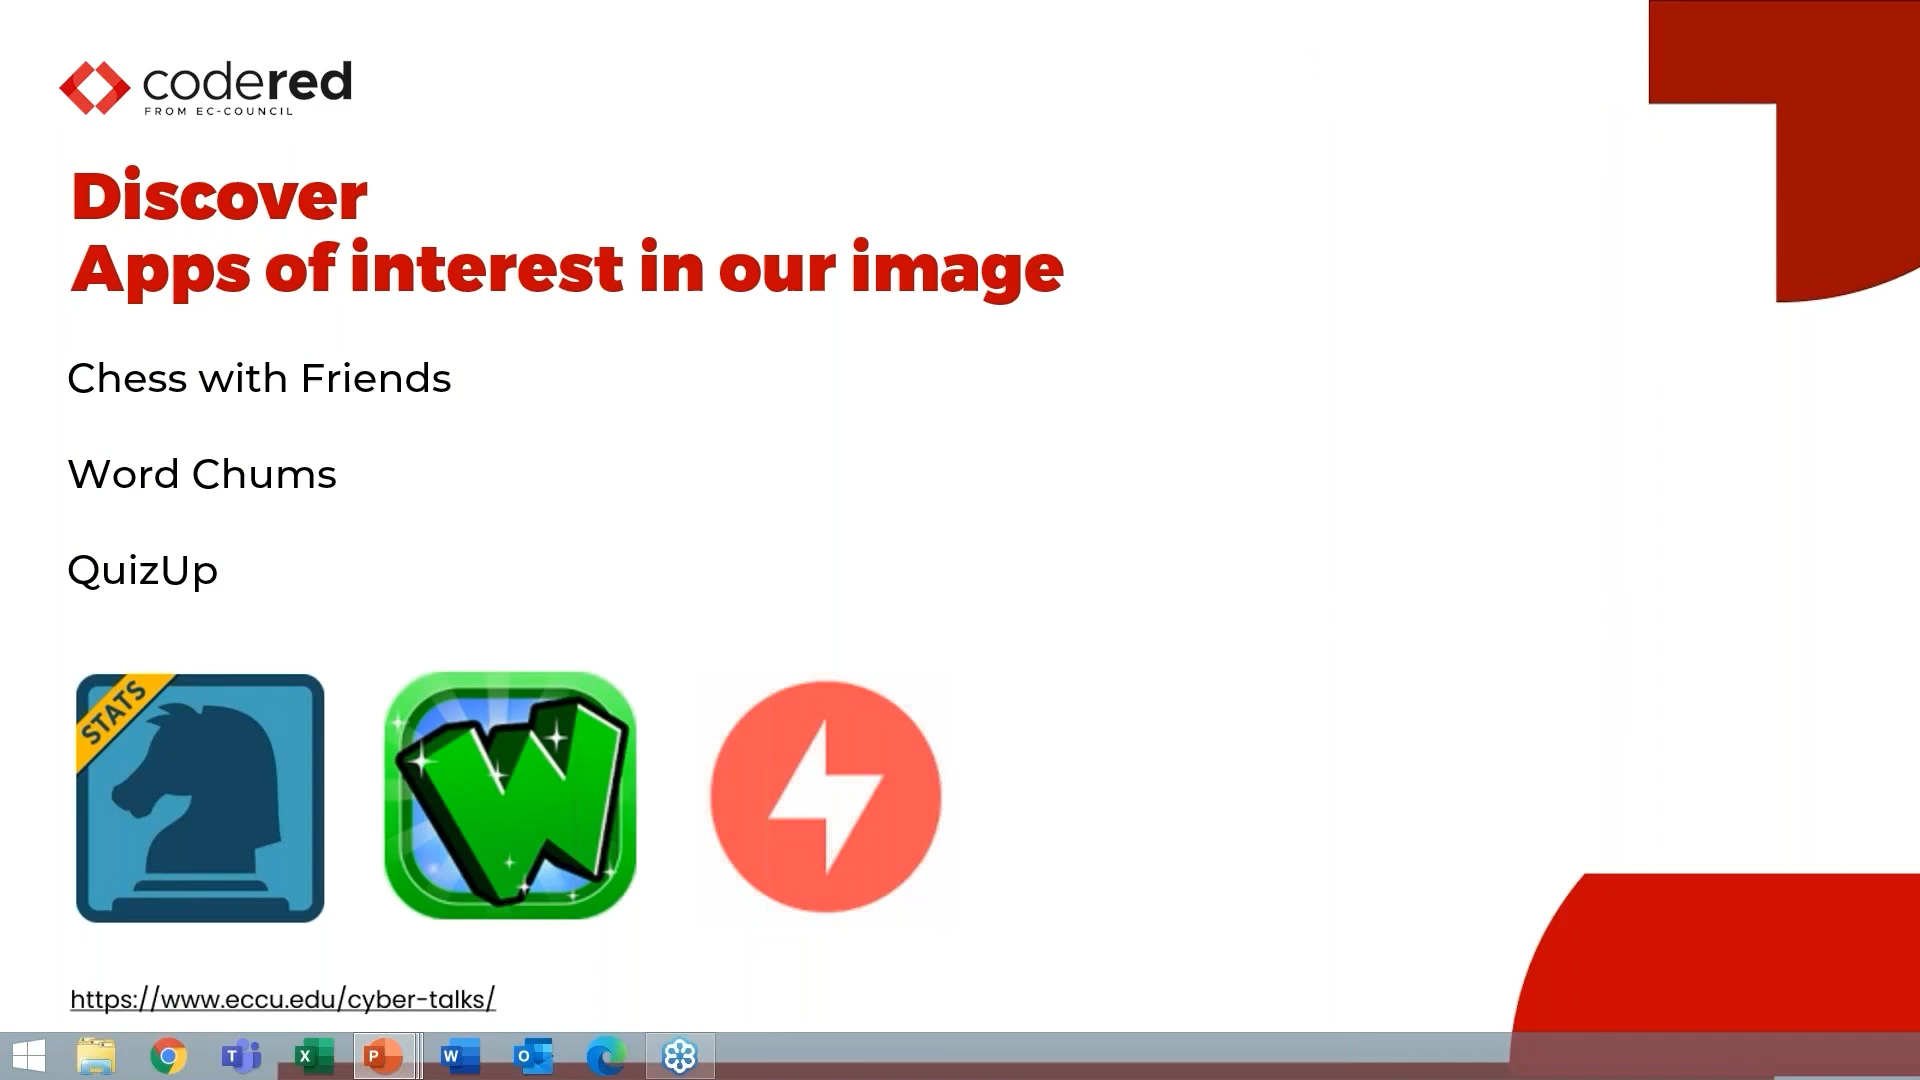 codered
FROM EC-COUNCIL
Discover
Apps of interest in our image
Chess with Friends
Word Chums
QuizUp
STATS
W
https://www.eccu.edu/cyber-talks/
T
X
P
W
O